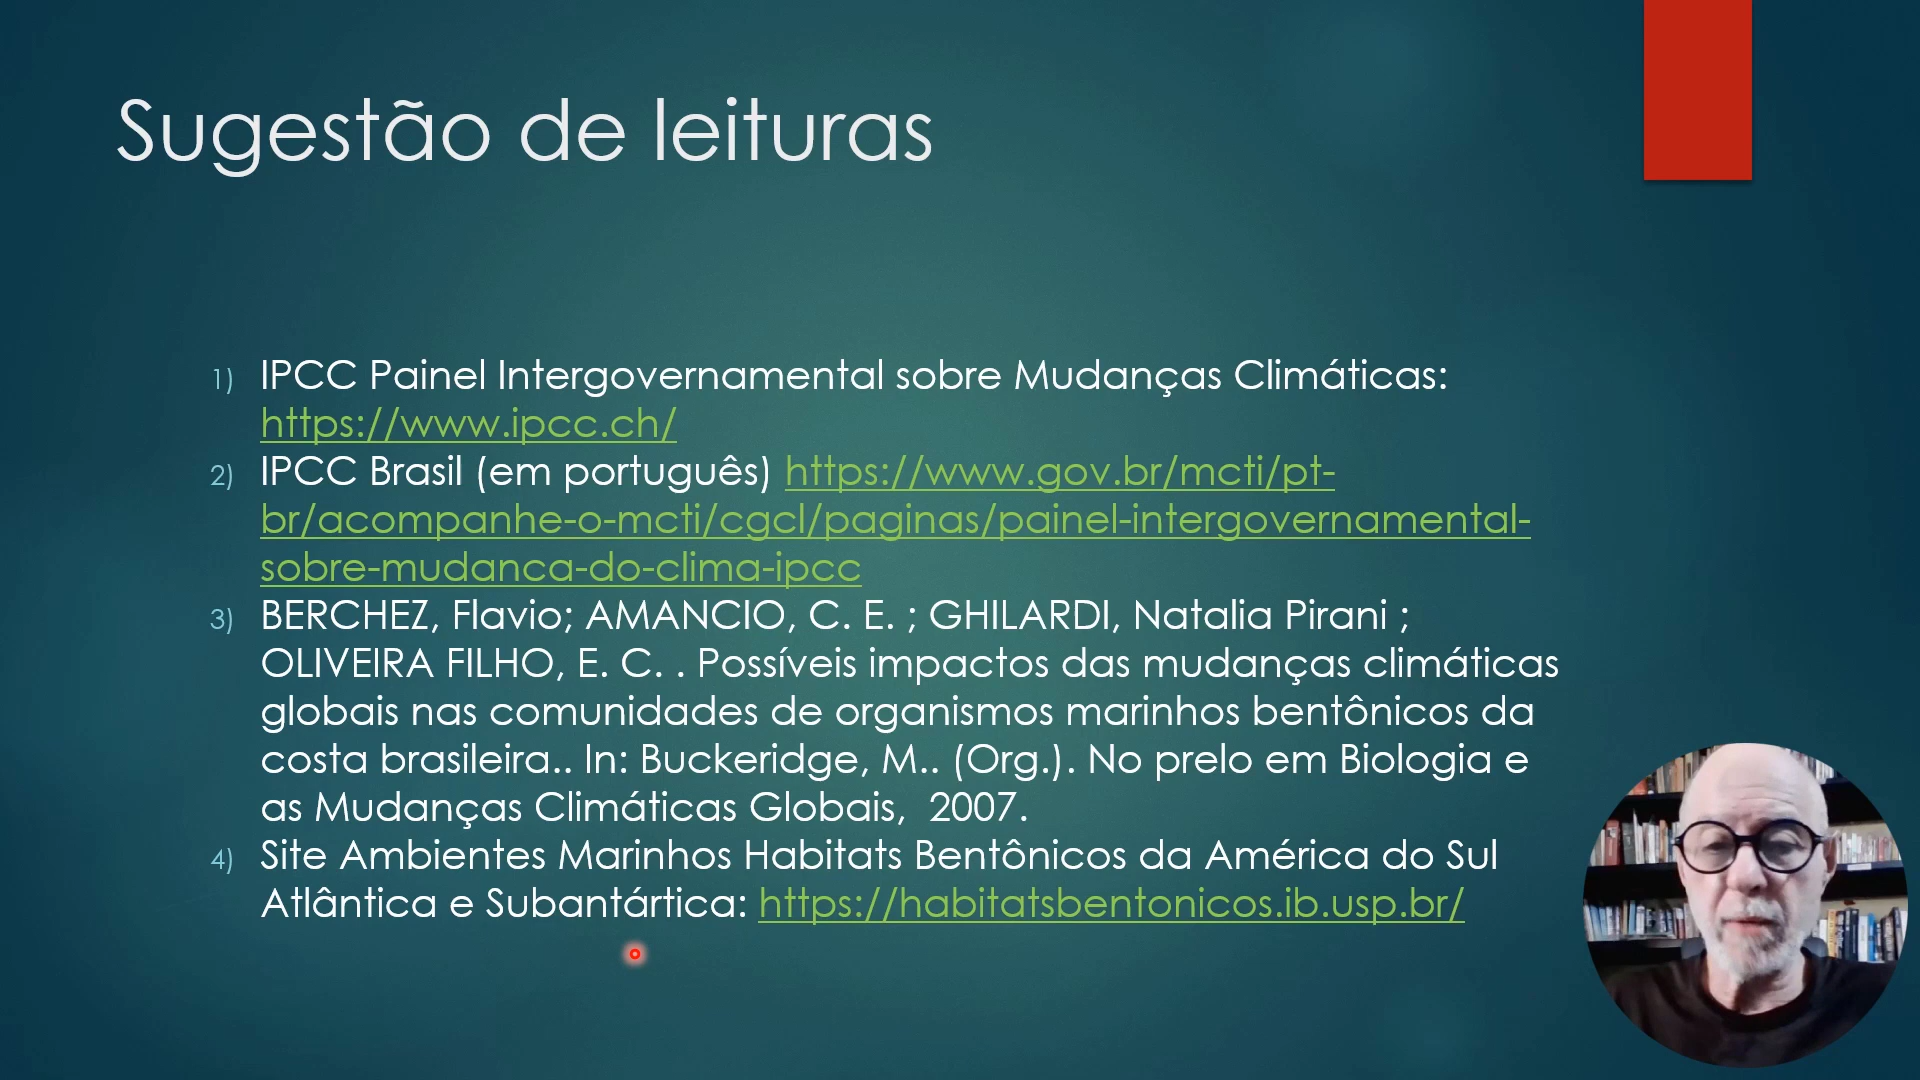 Sugestão de leituras
1) IPCC Painel Intergovernamental sobre Mudanças Climáticas:
https://www.ipcc.ch/
2) IPCC Brasil (em português) https://www.gov.br/mcti/pt-
br/acompanhe-o-mcti/cgcl/paginas/painel-intergovernamental-
sobre-mudanca-do-clima-ipcc
3) BERCHEZ, Flavio; AMANCIO, C. E. ; GHILARDI, Natalia Pirani ;
OLIVEIRA FILHO, E. C. . Possíveis impactos das mudanças climáticas
globais nas comunidades de organismos marinhos bentônicos da
costa brasileira.. In: Buckeridge, M.. (Org.). No prelo em Biologia e
as Mudanças Climáticas Globais,  2007.
4) Site Ambientes Marinhos Habitats Bentônicos da América do Sul
Atlântica e Subantártica: https://habitatsbentonicos.ib.usp.br/